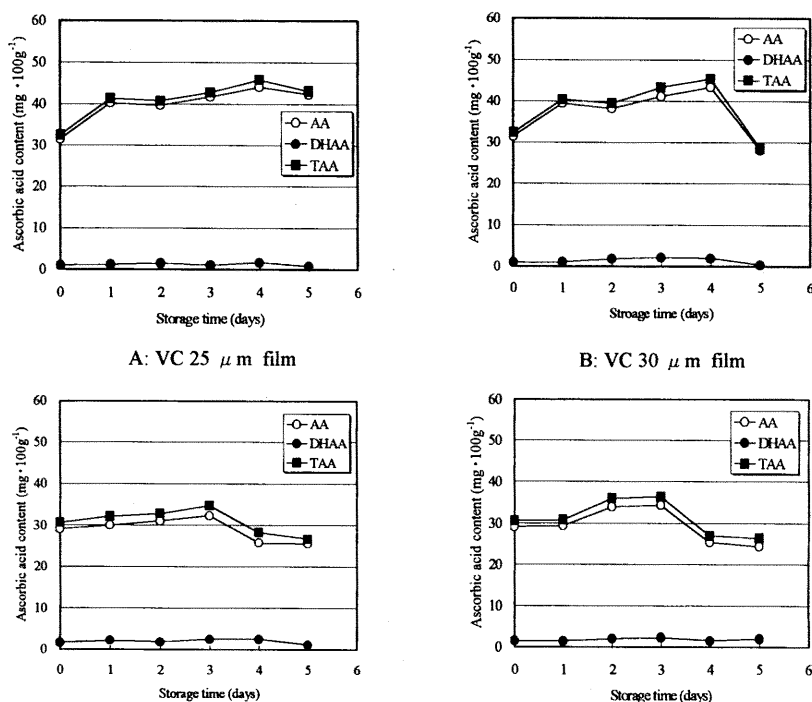 60
50
40
30
20
10
0
0 1 2 3 4 5 6
Ascorbic acid content (mg・100g⁻¹)
Storage time (days)
AA
DHAA
TAA
A: VC 25 μm film
60
50
40
30
20
10
0
0 1 2 3 4 5 6
Ascorbic acid content (mg・100g⁻¹)
Stroage time (days)
AA
DHAA
TAA
B: VC 30 μm film
60
50
40
30
20
10
0
0 1 2 3 4 5 6
Ascorbic acid content (mg・100g⁻¹)
Storage time (days)
AA
DHAA
TAA
60
50
40
30
20
10
0
0 1 2 3 4 5 6
Ascorbic acid content (mg・100g⁻¹)
Storage time (days)
AA
DHAA
TAA